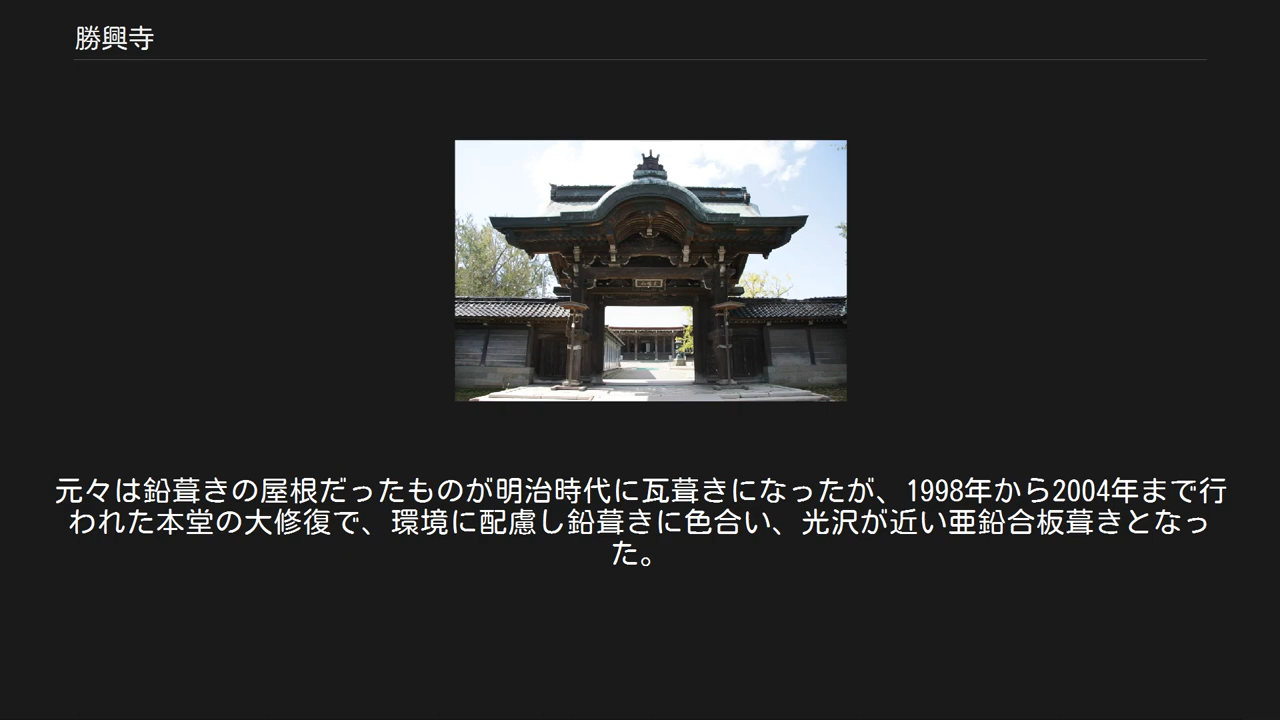 勝興寺
元々は鉛葺きの屋根だったものが明治時代に瓦葺きになったが、1998年から2004年まで行
われた本堂の大修復で、環境に配慮し鉛葺きに色合い、光沢が近い亜鉛合板葺きとなっ
た。